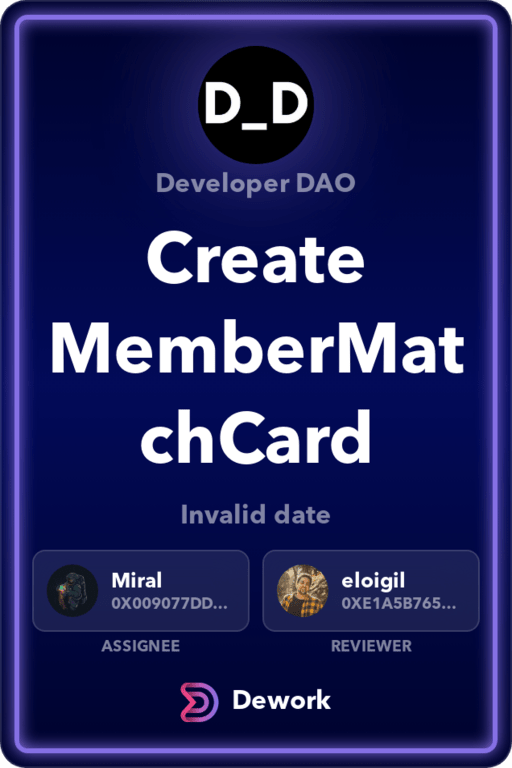 D_D
Developer DAO
Create
MemberMat
chCard
Invalid date
Miral
0X009077DD...
eloigil
0XE1A5B765...
ASSIGNEE
REVIEWER
Dework